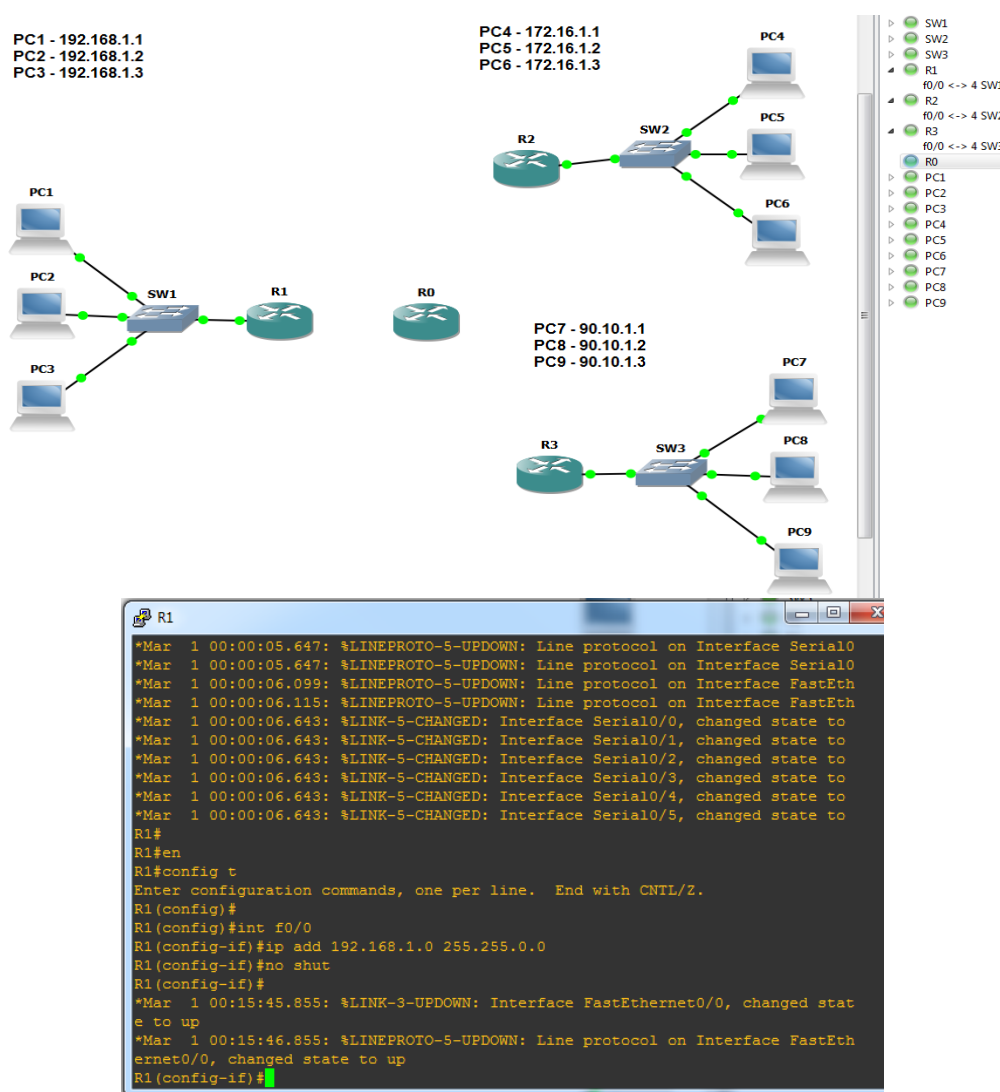 PC1 - 192.168.1.1
PC2 - 192.168.1.2
PC3 - 192.168.1.3
PC4 - 172.16.1.1
PC5 - 172.16.1.2
PC6 - 172.16.1.3
PC4
R2
SW2
PC5
PC6
PC1
PC2
SW1
R1
R0
PC3
PC7 - 90.10.1.1
PC8 - 90.10.1.2
PC9 - 90.10.1.3
PC7
R3
SW3
PC8
PC9
SW1
SW2
SW3
R1
f0/0 <-> 4 SW1
R2
f0/0 <-> 4 SW2
R3
f0/0 <-> 4 SW3
R0
PC1
PC2
PC3
PC4
PC5
PC6
PC7
PC8
PC9
R1
*Mar  1 00:00:05.647: %LINEPROTO-5-UPDOWN: Line protocol on Interface Serial0
*Mar  1 00:00:05.647: %LINEPROTO-5-UPDOWN: Line protocol on Interface Serial0
*Mar  1 00:00:06.099: %LINEPROTO-5-UPDOWN: Line protocol on Interface FastEth
*Mar  1 00:00:06.115: %LINEPROTO-5-UPDOWN: Line protocol on Interface FastEth
*Mar  1 00:00:06.643: %LINK-5-CHANGED: Interface Serial0/0, changed state to
*Mar  1 00:00:06.643: %LINK-5-CHANGED: Interface Serial0/1, changed state to
*Mar  1 00:00:06.643: %LINK-5-CHANGED: Interface Serial0/2, changed state to
*Mar  1 00:00:06.643: %LINK-5-CHANGED: Interface Serial0/3, changed state to
*Mar  1 00:00:06.643: %LINK-5-CHANGED: Interface Serial0/4, changed state to
*Mar  1 00:00:06.643: %LINK-5-CHANGED: Interface Serial0/5, changed state to
R1#
R1#en
R1#config t
Enter configuration commands, one per line.  End with CNTL/Z.
R1(config)#
R1(config)#int f0/0
R1(config-if)#ip add 192.168.1.0 255.255.0.0
R1(config-if)#no shut
R1(config-if)#
*Mar  1 00:15:45.855: %LINK-3-UPDOWN: Interface FastEthernet0/0, changed stat
e to up
*Mar  1 00:15:46.855: %LINEPROTO-5-UPDOWN: Line protocol on Interface FastEth
ernet0/0, changed state to up
R1(config-if)#